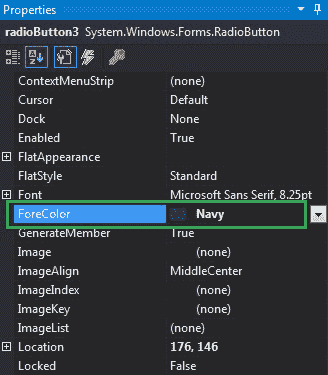 Properties
radioButton3 System.Windows.Forms.RadioButton
ContextMenuStrip (none)
Cursor Default
Dock None
Enabled True
FlatAppearance
FlatStyle Standard
Font Microsoft Sans Serif, 8.25pt
ForeColor Navy
GenerateMember True
Image (none)
ImageAlign MiddleCenter
ImageIndex (none)
ImageKey (none)
ImageList (none)
Location 176, 146
Locked False